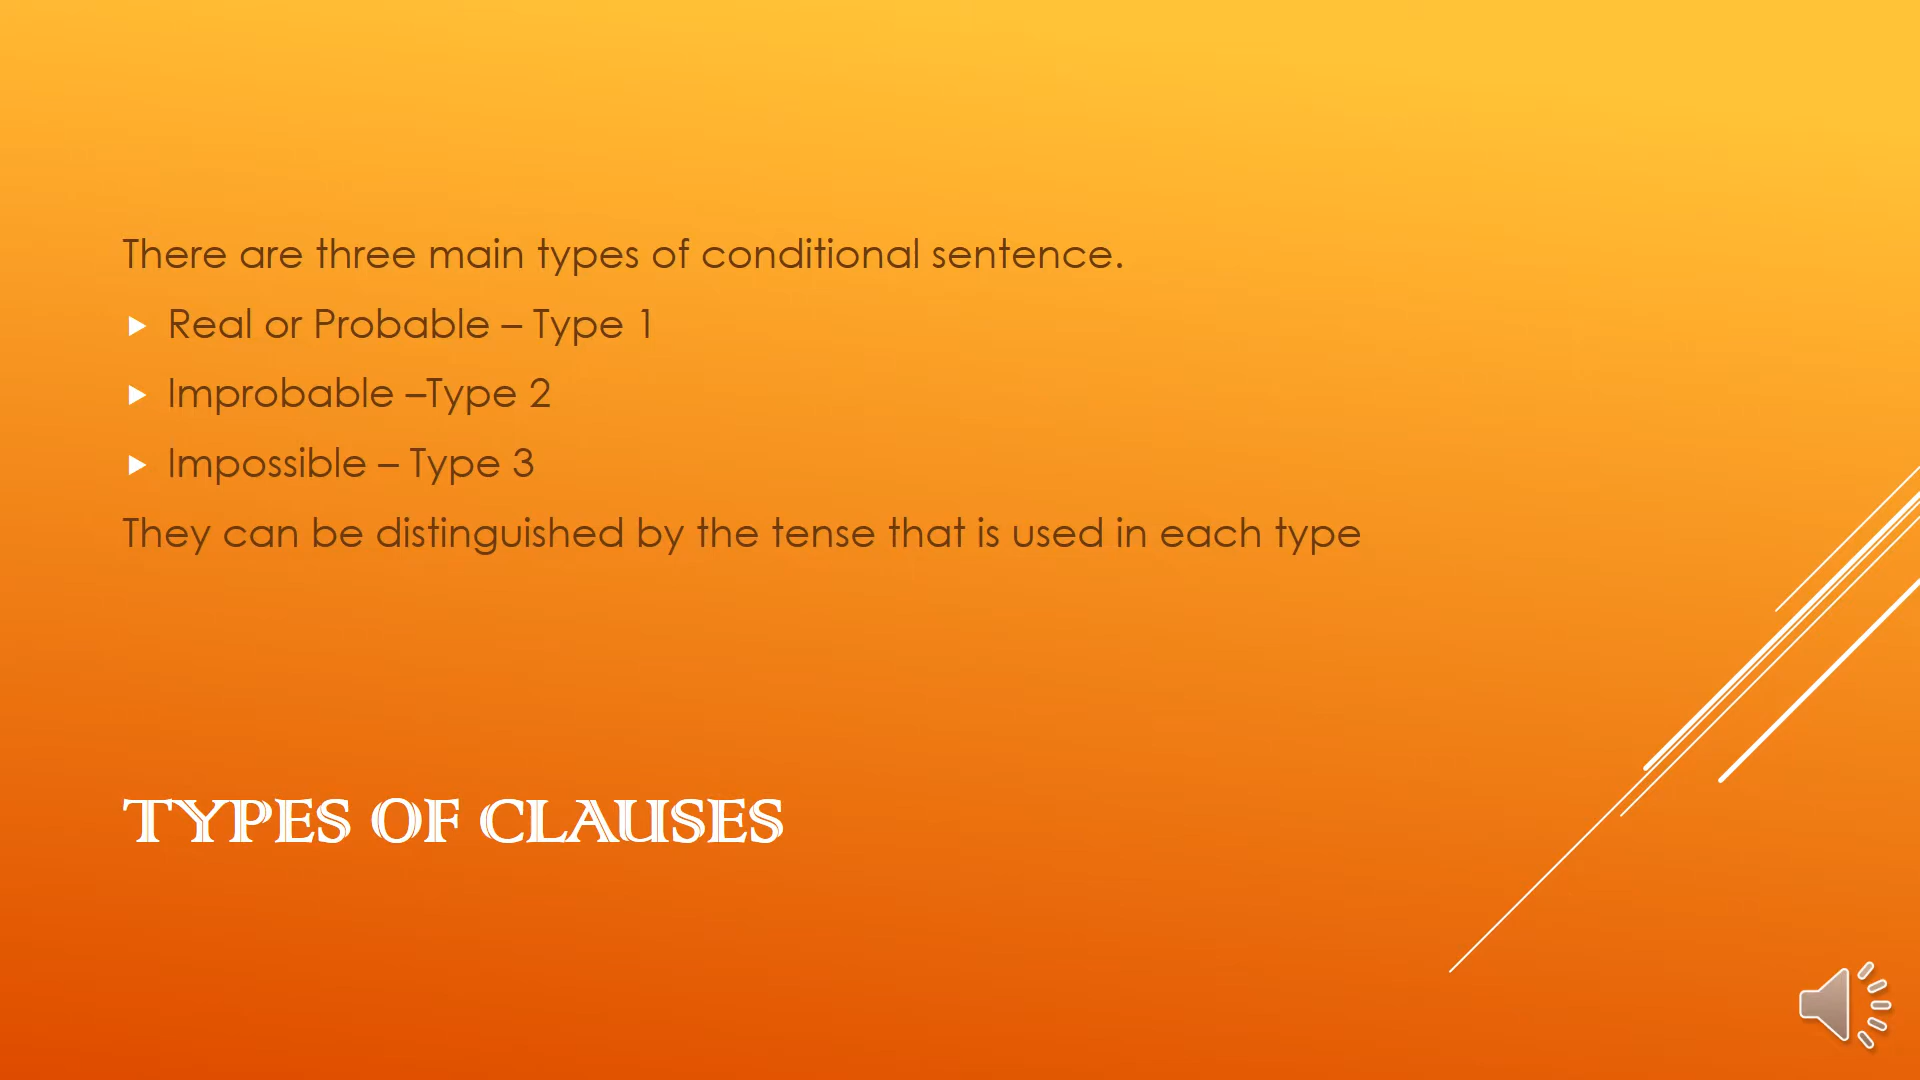 There are three main types of conditional sentence.
Real or Probable – Type 1
Improbable –Type 2
Impossible – Type 3
They can be distinguished by the tense that is used in each type
TYPES OF CLAUSES